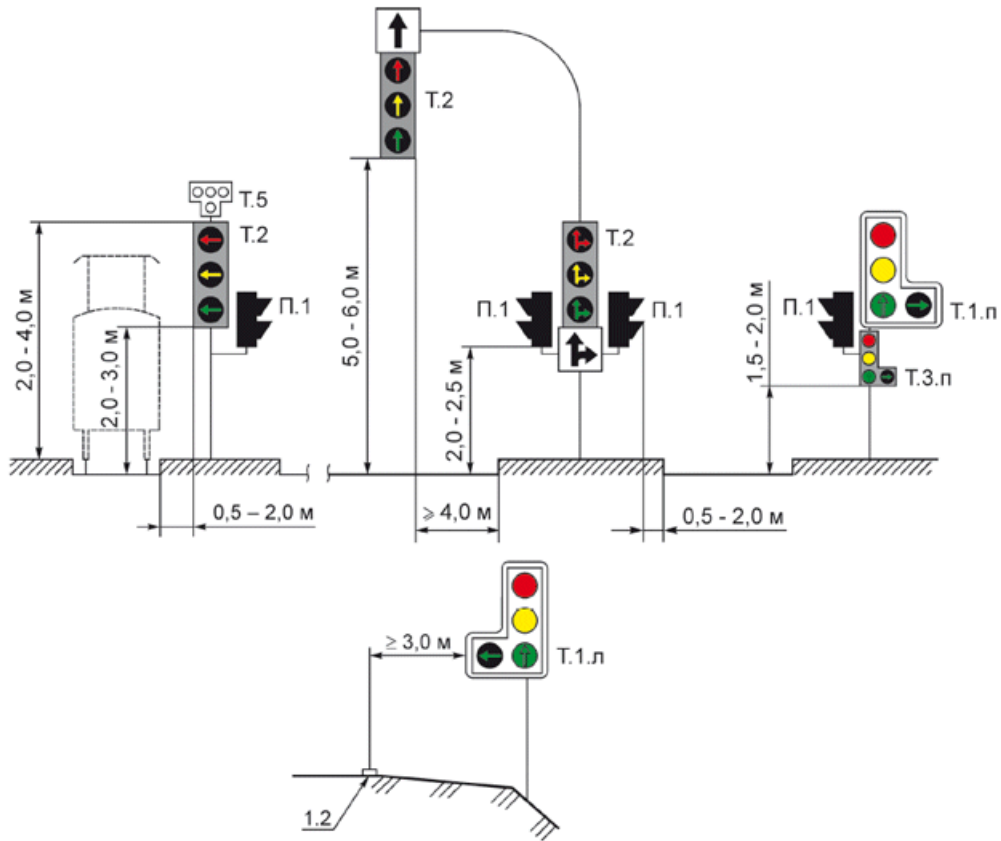 Т.2
Т.5
Т.2
Т.2
П.1
П.1
П.1
П.1
Т.1.п
Т.3.п
2,0 - 4,0 м
2,0 - 3,0 м
5,0 - 6,0 м
2,0 - 2,5 м
1,5 - 2,0 м
0,5 – 2,0 м
≥ 4,0 м
0,5 - 2,0 м
≥ 3,0 м
Т.1.л
1.2